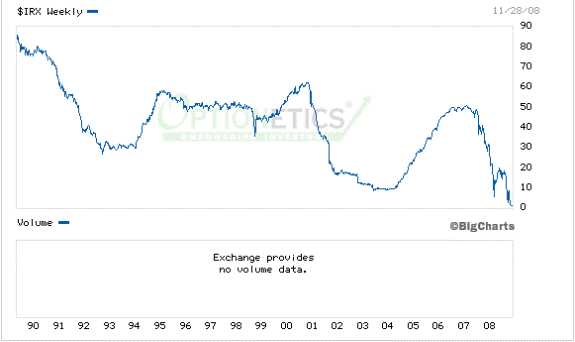 $IRX Weekly
11/28/08
90
80
70
60
50
40
30
20
10
0
OPTIONETICS®
EMPOWERING INVESTORS
Volume
©BigCharts
Exchange provides
no volume data.
90 91 92 93 94 95 96 97 98 99 00 01 02 03 04 05 06 07 08